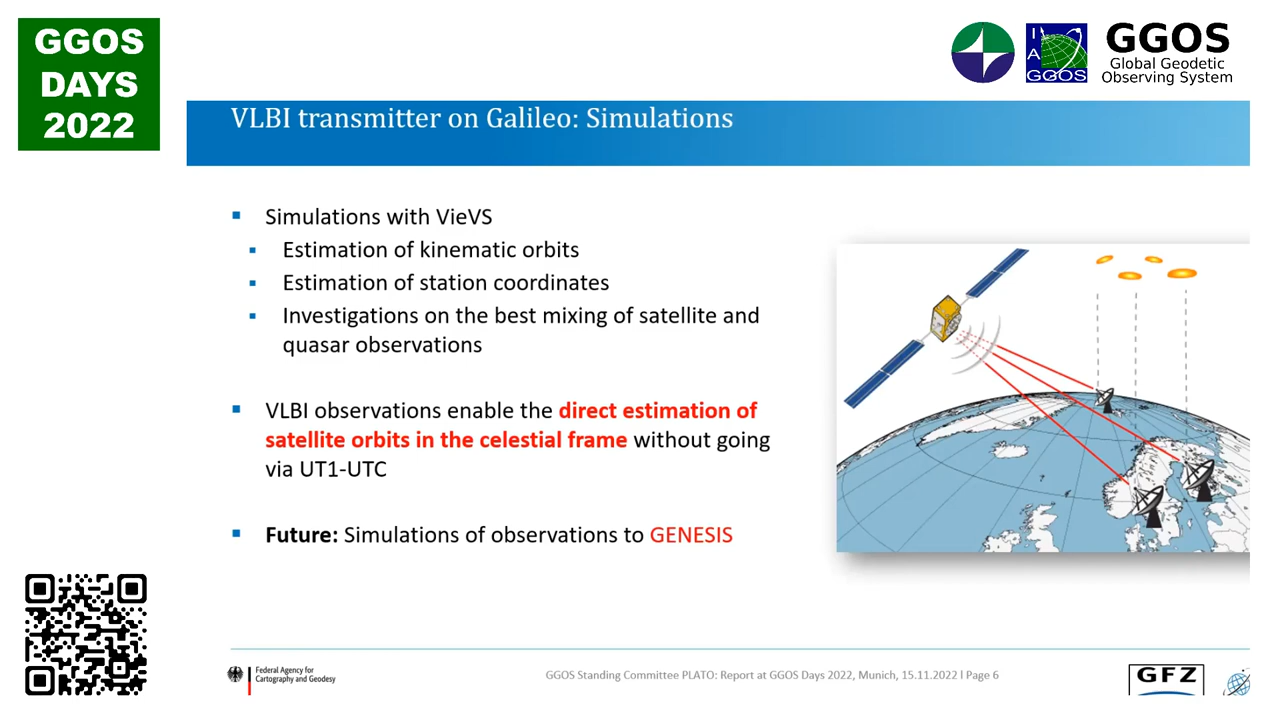 GGOS
DAYS
2022
I
A
G
GGOS
GGOS
Global Geodetic
Observing System
VLBI transmitter on Galileo: Simulations
Simulations with VieVS
Estimation of kinematic orbits
Estimation of station coordinates
Investigations on the best mixing of satellite and
quasar observations
VLBI observations enable the direct estimation of
satellite orbits in the celestial frame without going
via UT1-UTC
Future: Simulations of observations to GENESIS
Federal Agency for
Cartography and Geodesy
GGOS Standing Committee PLATO: Report at GGOS Days 2022, Munich, 15.11.2022 I Page 6
GFZ